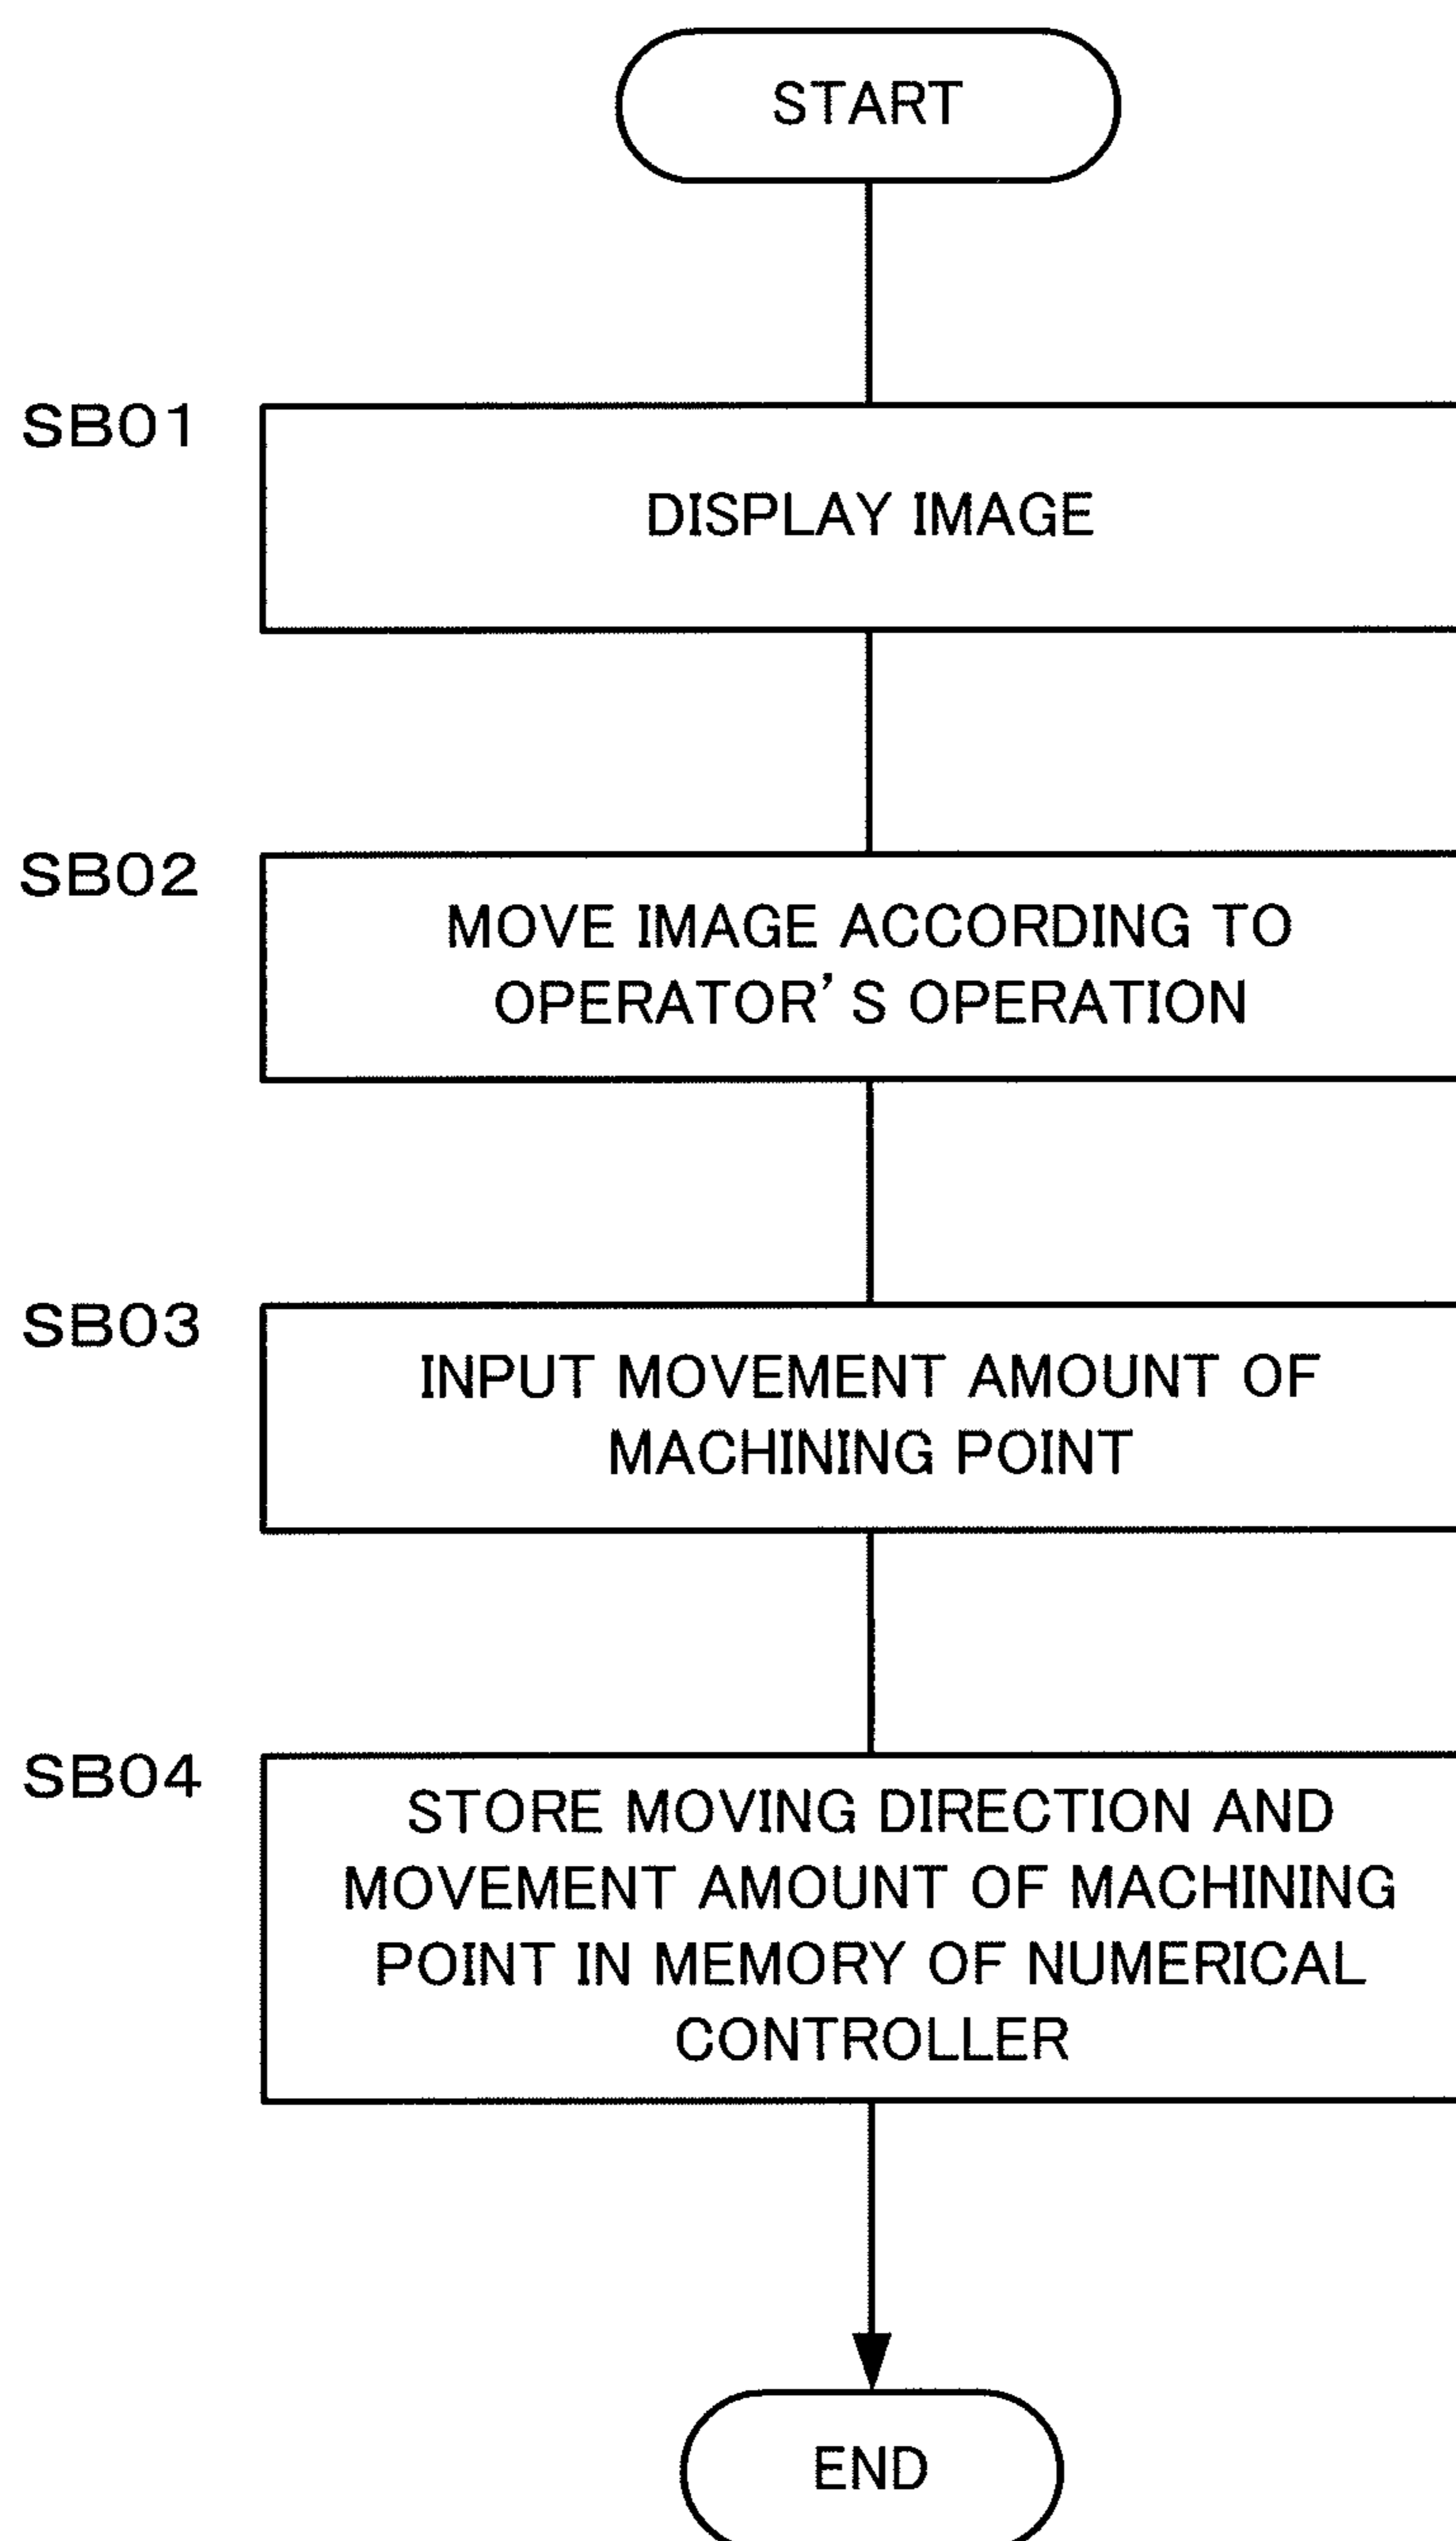 START
SB01
DISPLAY IMAGE
SB02
MOVE IMAGE ACCORDING TO
OPERATOR'S OPERATION
SB03
INPUT MOVEMENT AMOUNT OF
MACHINING POINT
SB04
STORE MOVING DIRECTION AND
MOVEMENT AMOUNT OF MACHINING
POINT IN MEMORY OF NUMERICAL
CONTROLLER
END